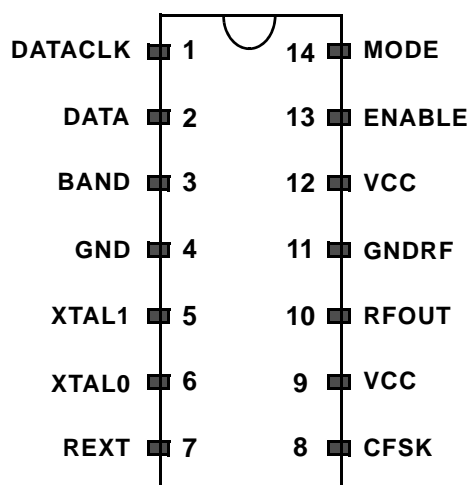 DATACLK 1 14 MODE
DATA 2 13 ENABLE
BAND 3 12 VCC
GND 4 11 GNDRF
XTAL1 5 10 RFOUT
XTAL0 6 9 VCC
REXT 7 8 CFSK